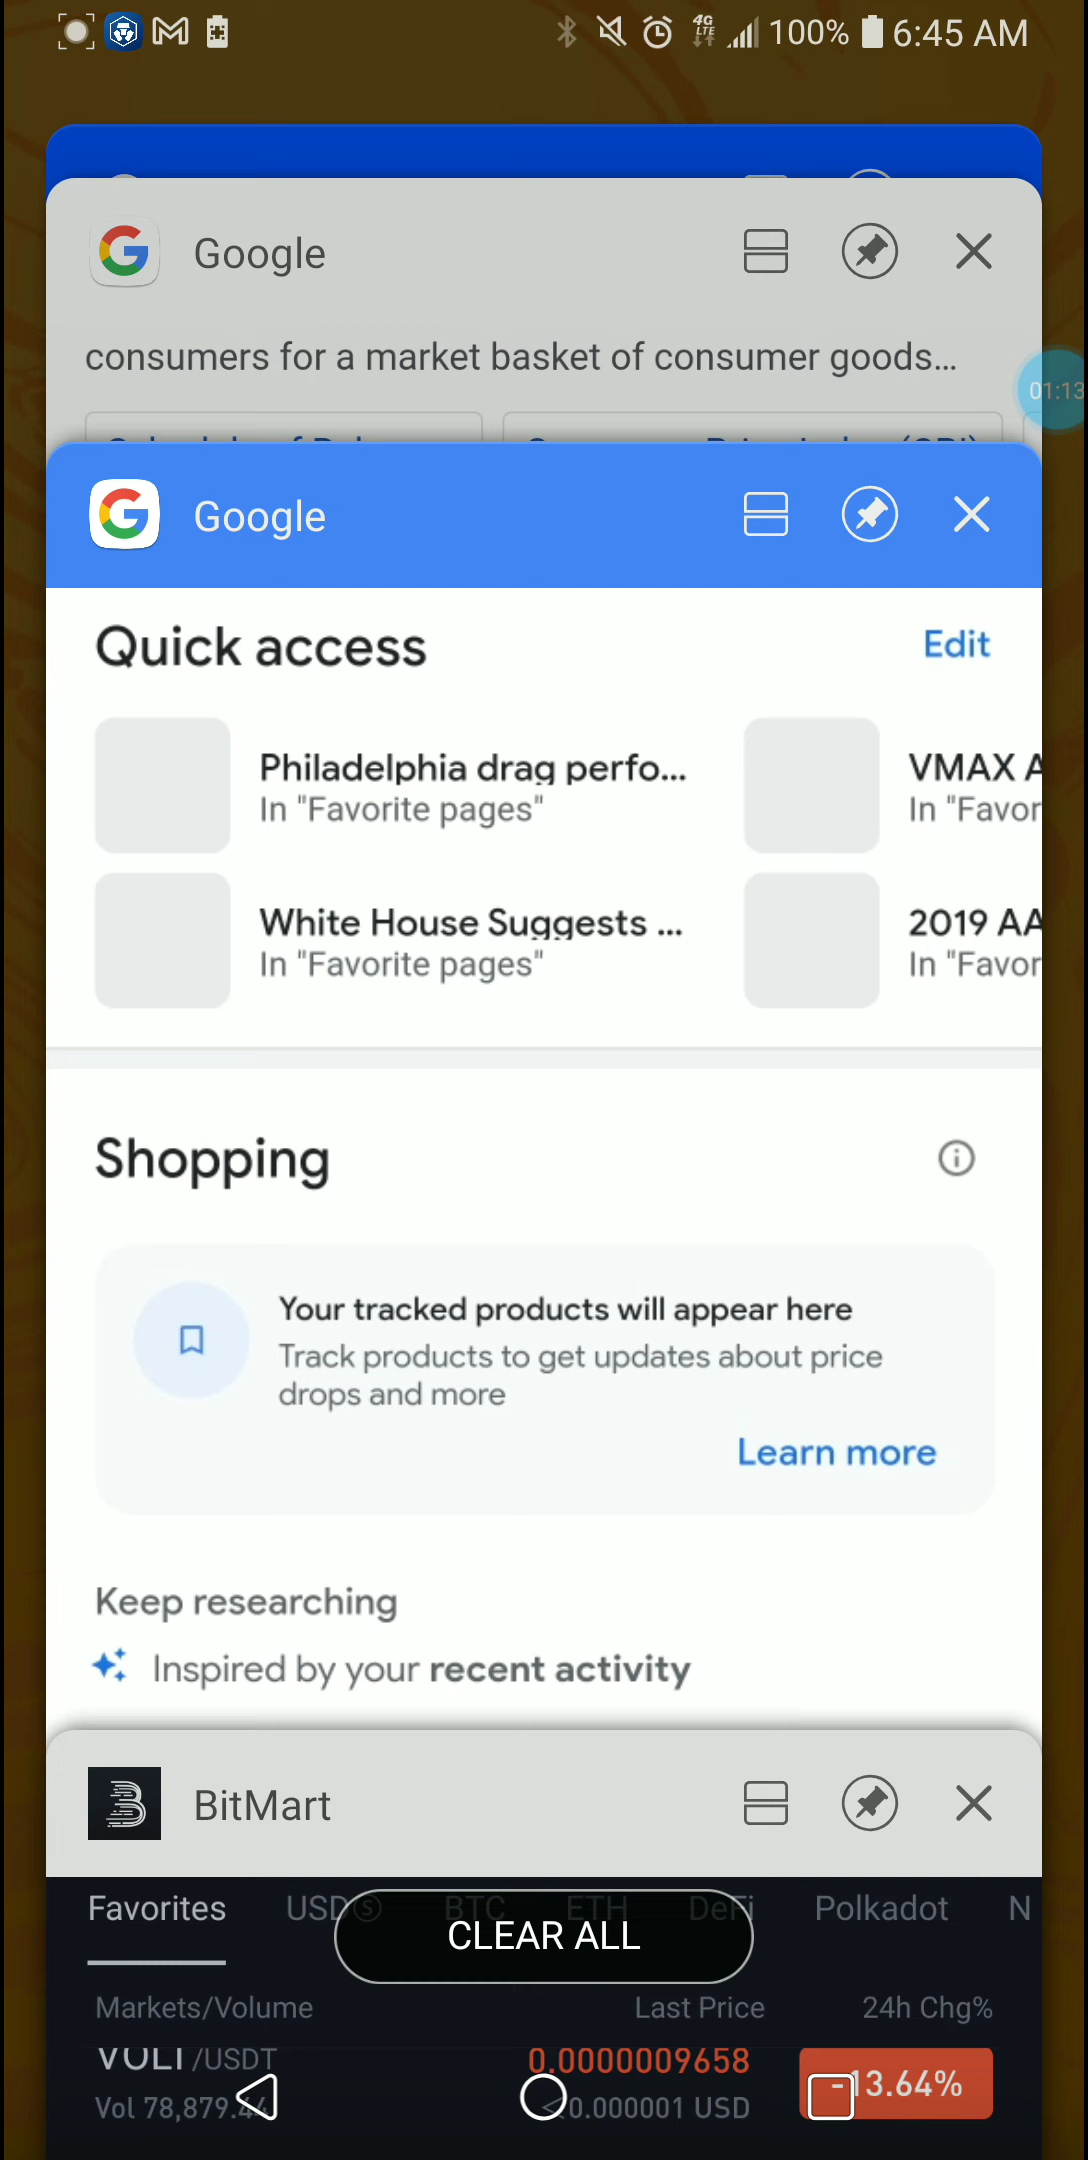 4G
LTE
100%
6:45 AM
Google
consumers for a market basket of consumer goods...
01:13
Google
Quick access
Edit
Philadelphia drag perfo...
In "Favorite pages"
VMAX A
In "Favor
White House Suggests ...
In "Favorite pages"
2019 AA
In "Favor
Shopping
Your tracked products will appear here
Track products to get updates about price
drops and more
Learn more
Keep researching
Inspired by your recent activity
BitMart
Favorites
USD
BTC
ETH
DeFi
Polkadot
N
CLEAR ALL
Markets/Volume
Last Price
24h Chg%
/USDT
0.0000009658
-13.64%
Vol 78,879.44
<0.000001 USD